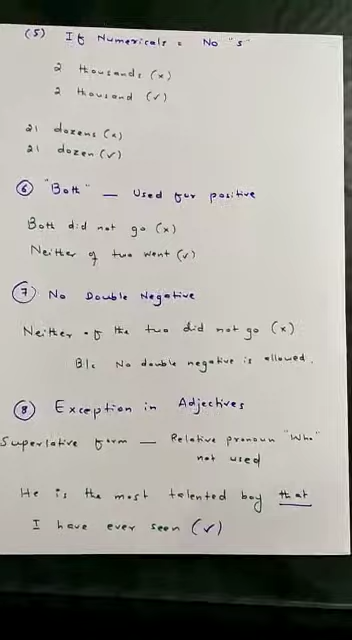 (5) If Numericals = No "s"
2 thousands (x)
2 thousand (✓)
21 dozens (x)
21 dozen (✓)
⑥ "Both" — Used for positive
Both did not go (x)
Neither of two went (✓)
⑦ No Double Negative
Neither of the two did not go (x)
B/c No double negative is allowed.
⑧ Exception in Adjectives
Superlative form — Relative pronoun "Who"
not used
He is the most talented boy that
I have ever seen (✓)